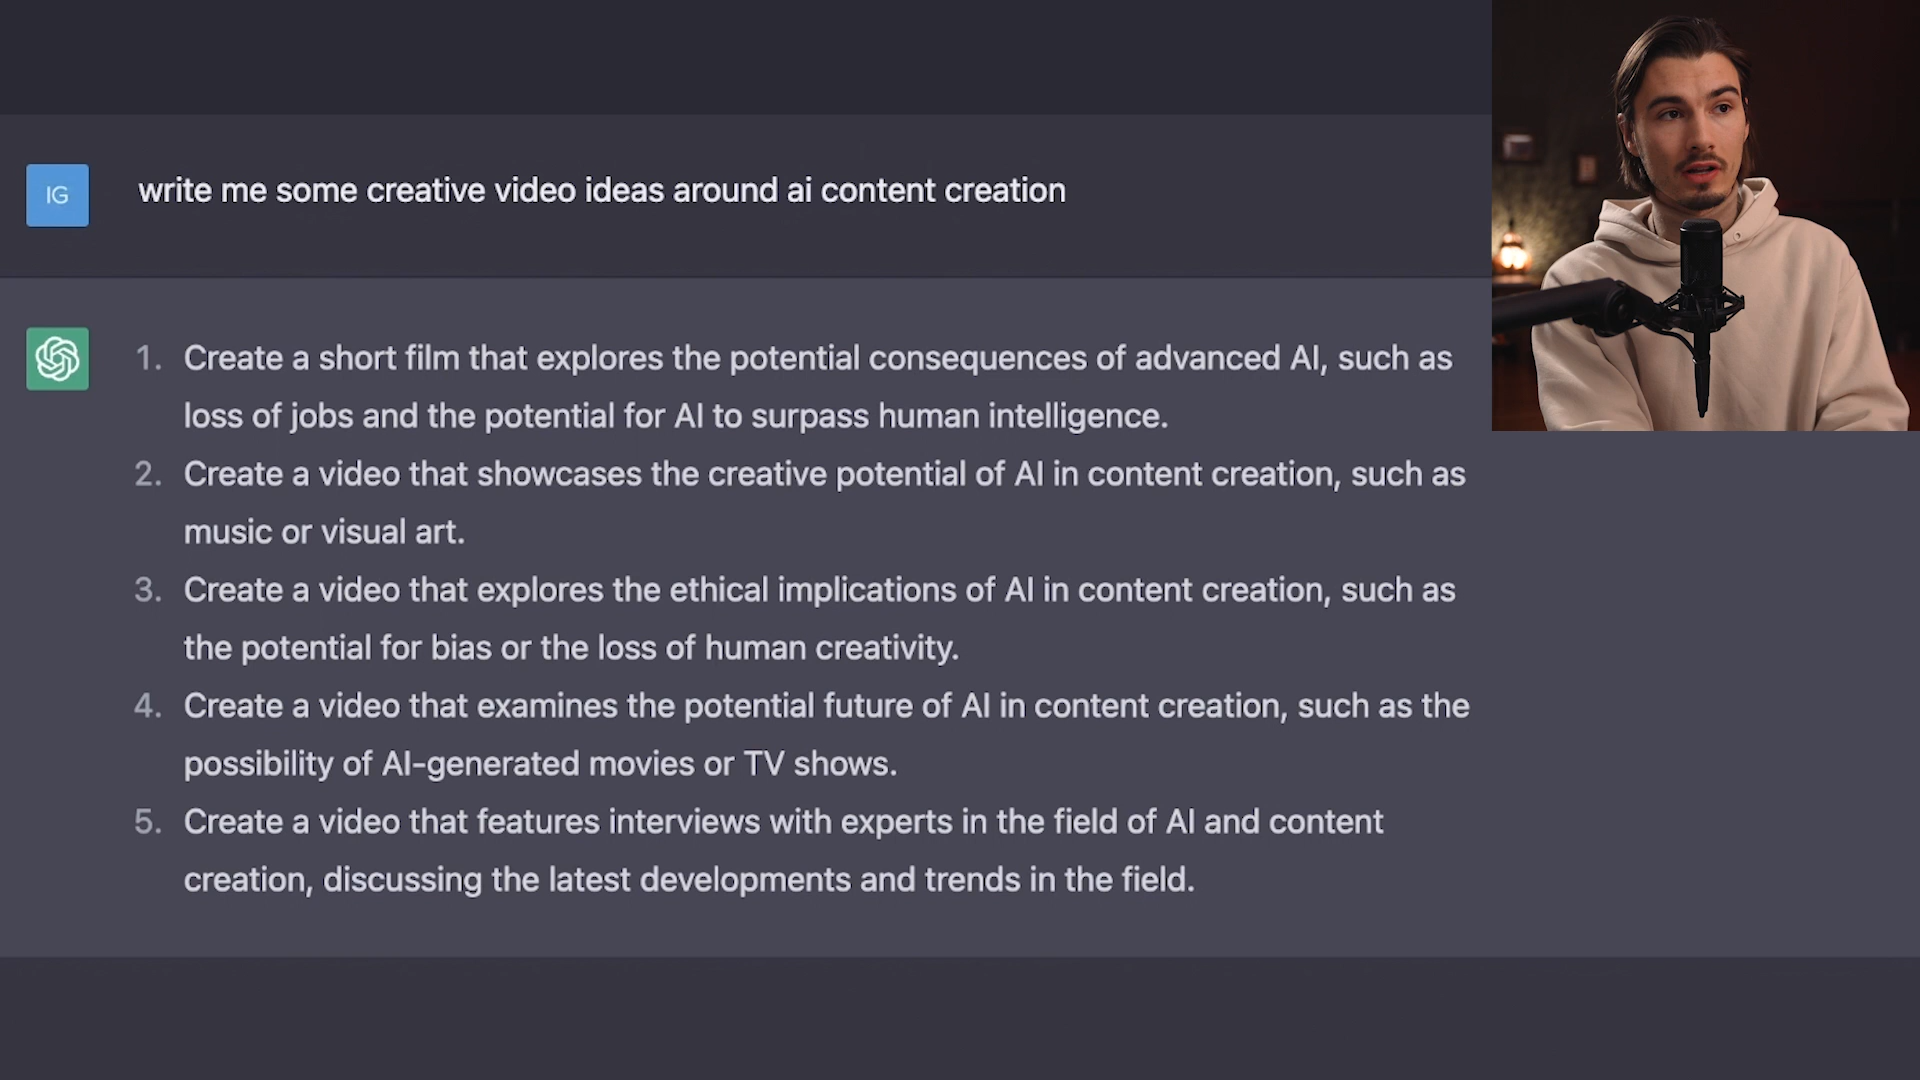 IG
write me some creative video ideas around ai content creation
1. Create a short film that explores the potential consequences of advanced AI, such as
loss of jobs and the potential for AI to surpass human intelligence.
2. Create a video that showcases the creative potential of AI in content creation, such as
music or visual art.
3. Create a video that explores the ethical implications of AI in content creation, such as
the potential for bias or the loss of human creativity.
4. Create a video that examines the potential future of AI in content creation, such as the
possibility of AI-generated movies or TV shows.
5. Create a video that features interviews with experts in the field of AI and content
creation, discussing the latest developments and trends in the field.